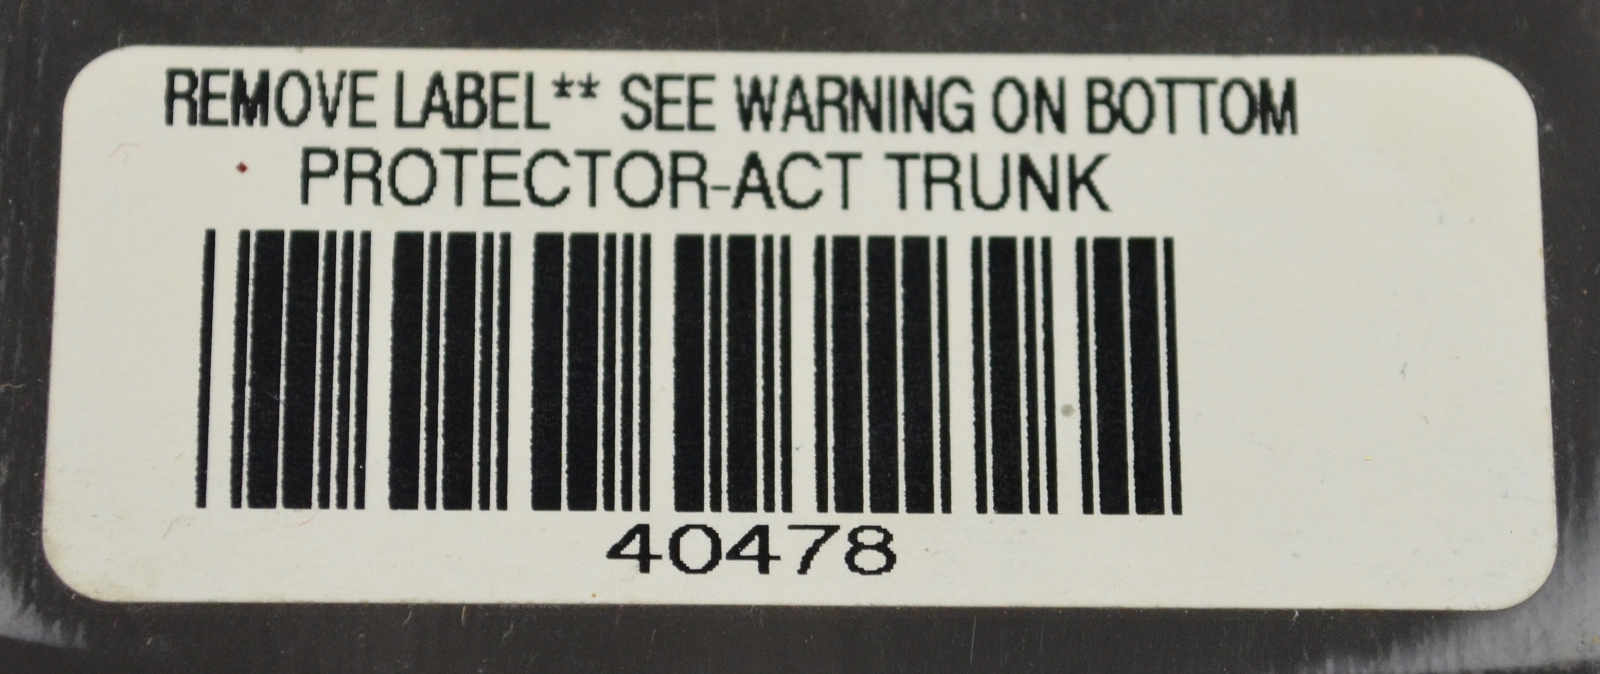 REMOVE LABEL** SEE WARNING ON BOTTOM
PROTECTOR-ACT TRUNK
40478